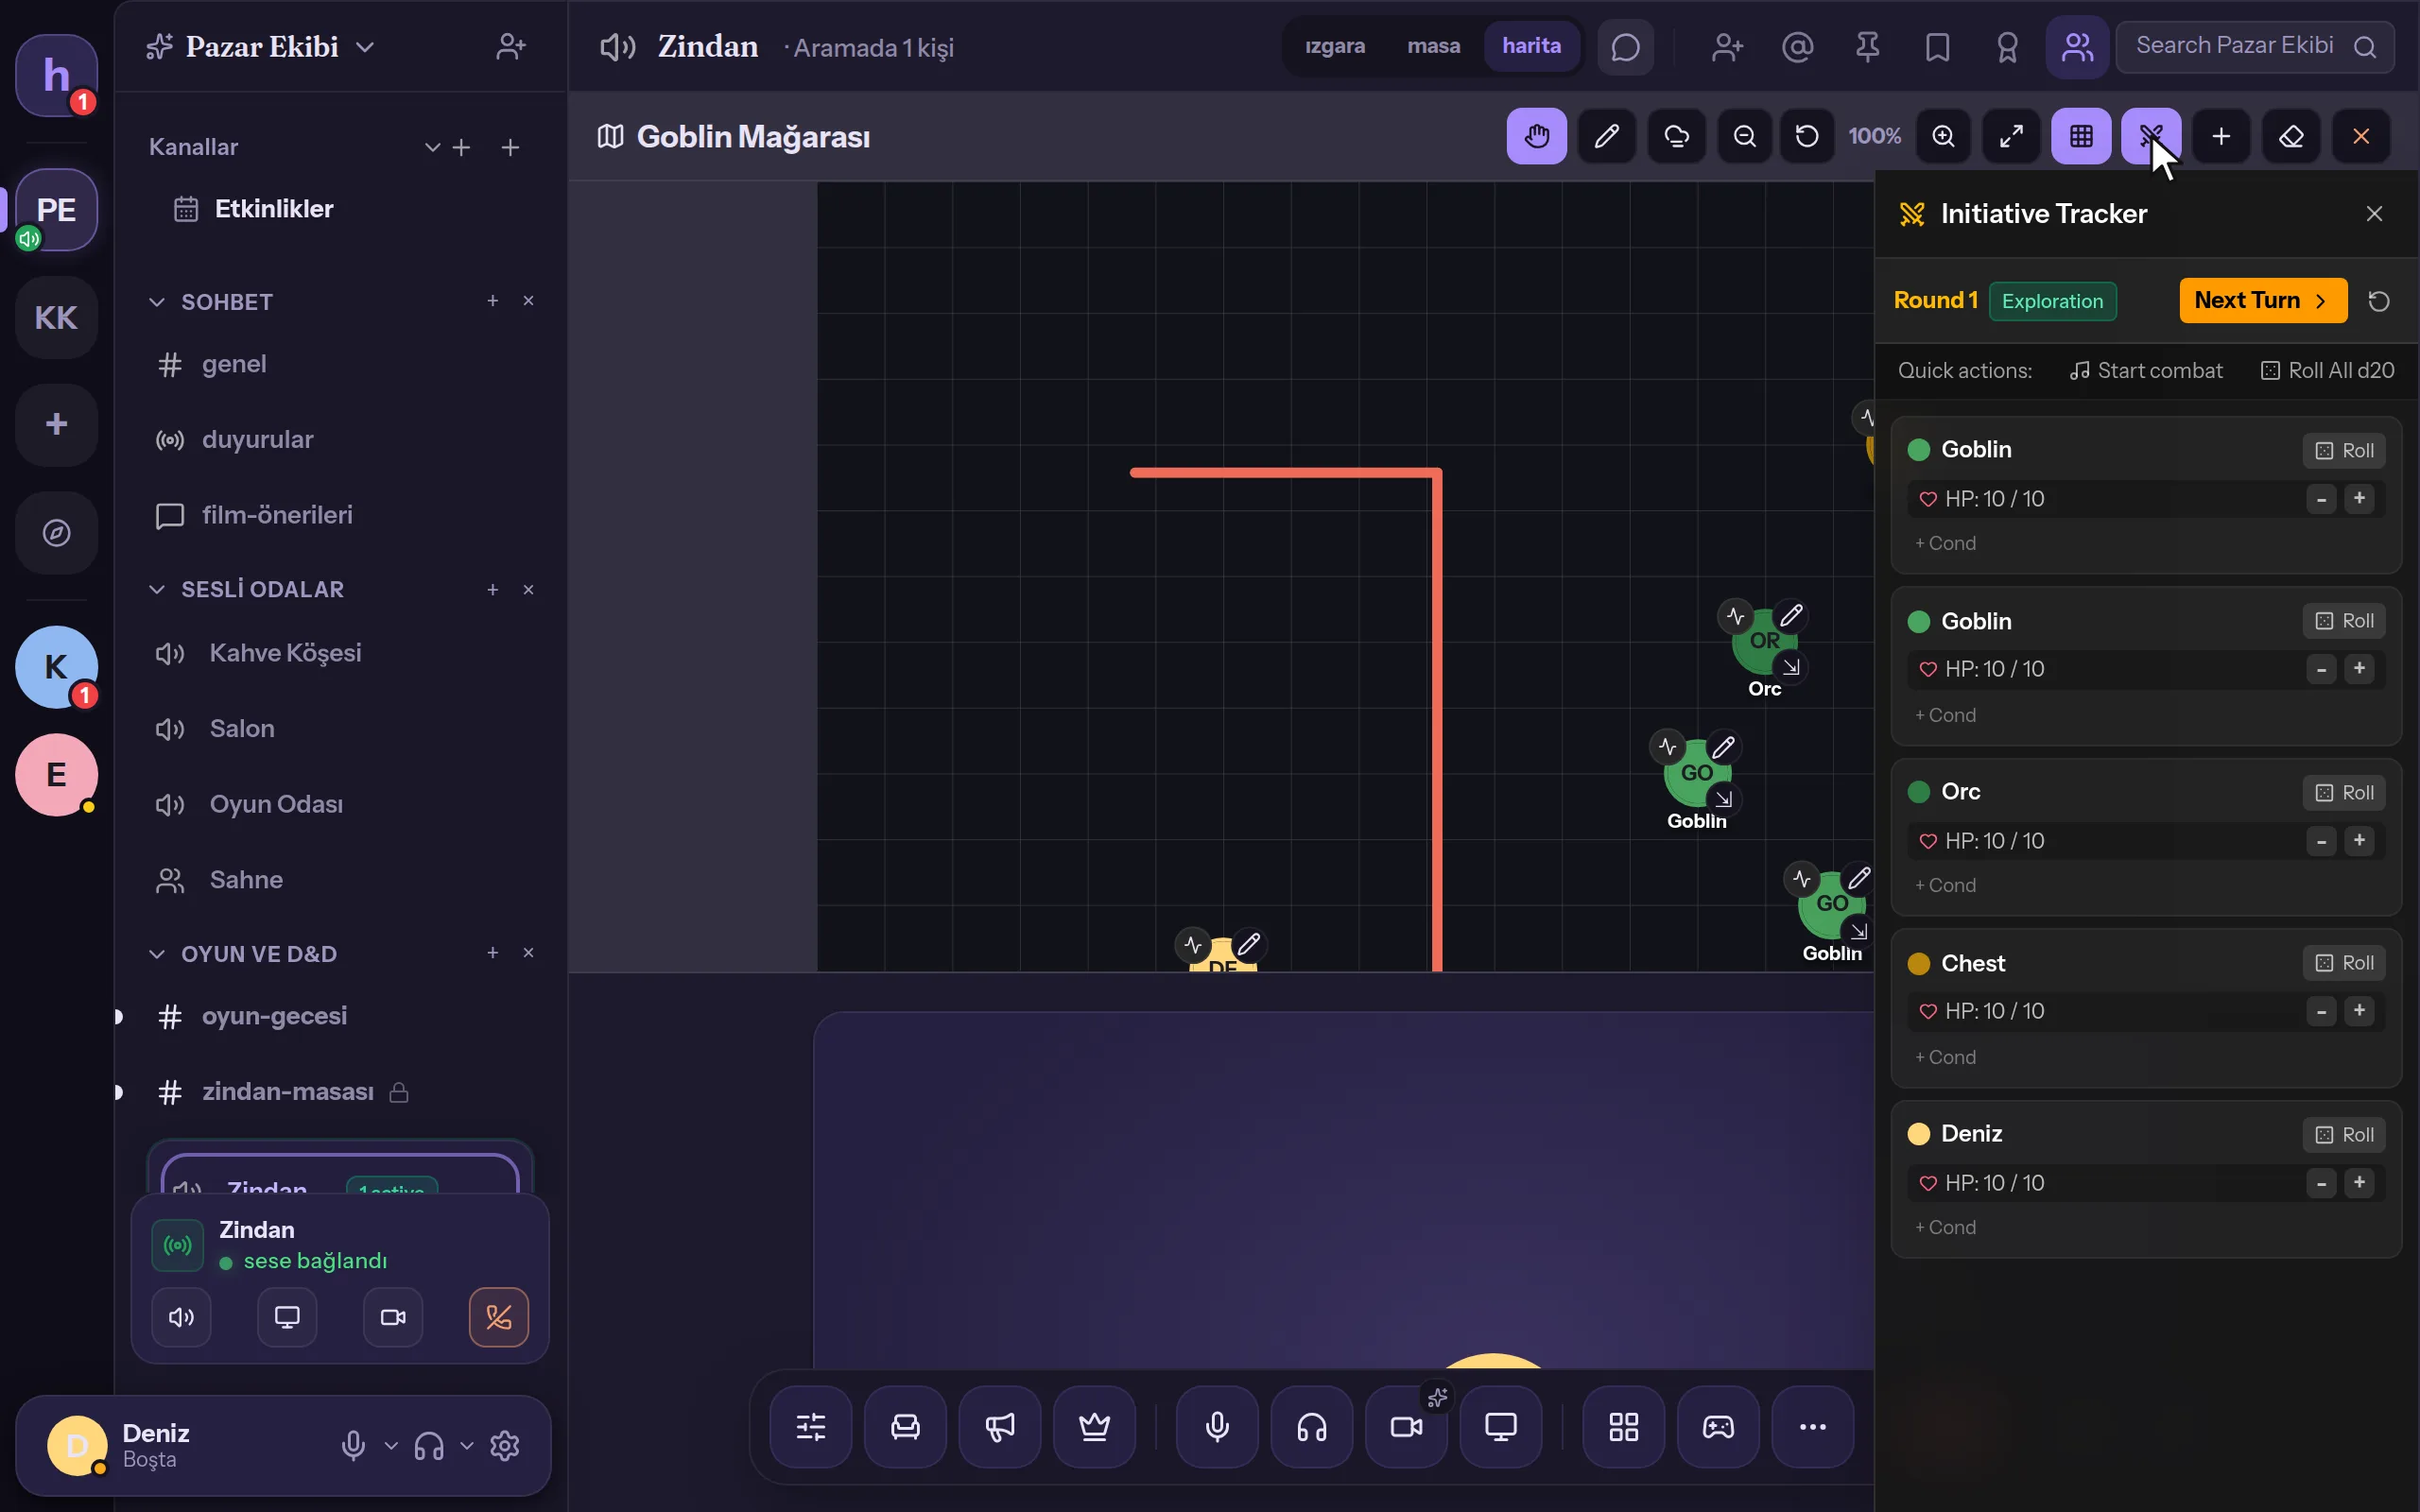 h
1
PE
KK
K
1
E
Pazar Ekibi
Kanallar
Etkinlikler
SOHBET
genel
duyurular
film-önerileri
SESLİ ODALAR
Kahve Köşesi
Salon
Oyun Odası
Sahne
OYUN VE D&D
oyun-gecesi
zindan-masası
Zindan
1 active
Zindan
sese bağlandı
D
Deniz
Boşta
Zindan
· Aramada 1 kişi
ızgara
masa
harita
Search Pazar Ekibi
Goblin Mağarası
100%
OR
Orc
GO
Goblin
GO
Goblin
DE
Initiative Tracker
Round 1
Exploration
Next Turn
Quick actions:
Start combat
Roll All d20
Goblin
Roll
HP: 10 / 10
- +
+ Cond
Goblin
Roll
HP: 10 / 10
- +
+ Cond
Orc
Roll
HP: 10 / 10
- +
+ Cond
Chest
Roll
HP: 10 / 10
- +
+ Cond
Deniz
Roll
HP: 10 / 10
- +
+ Cond